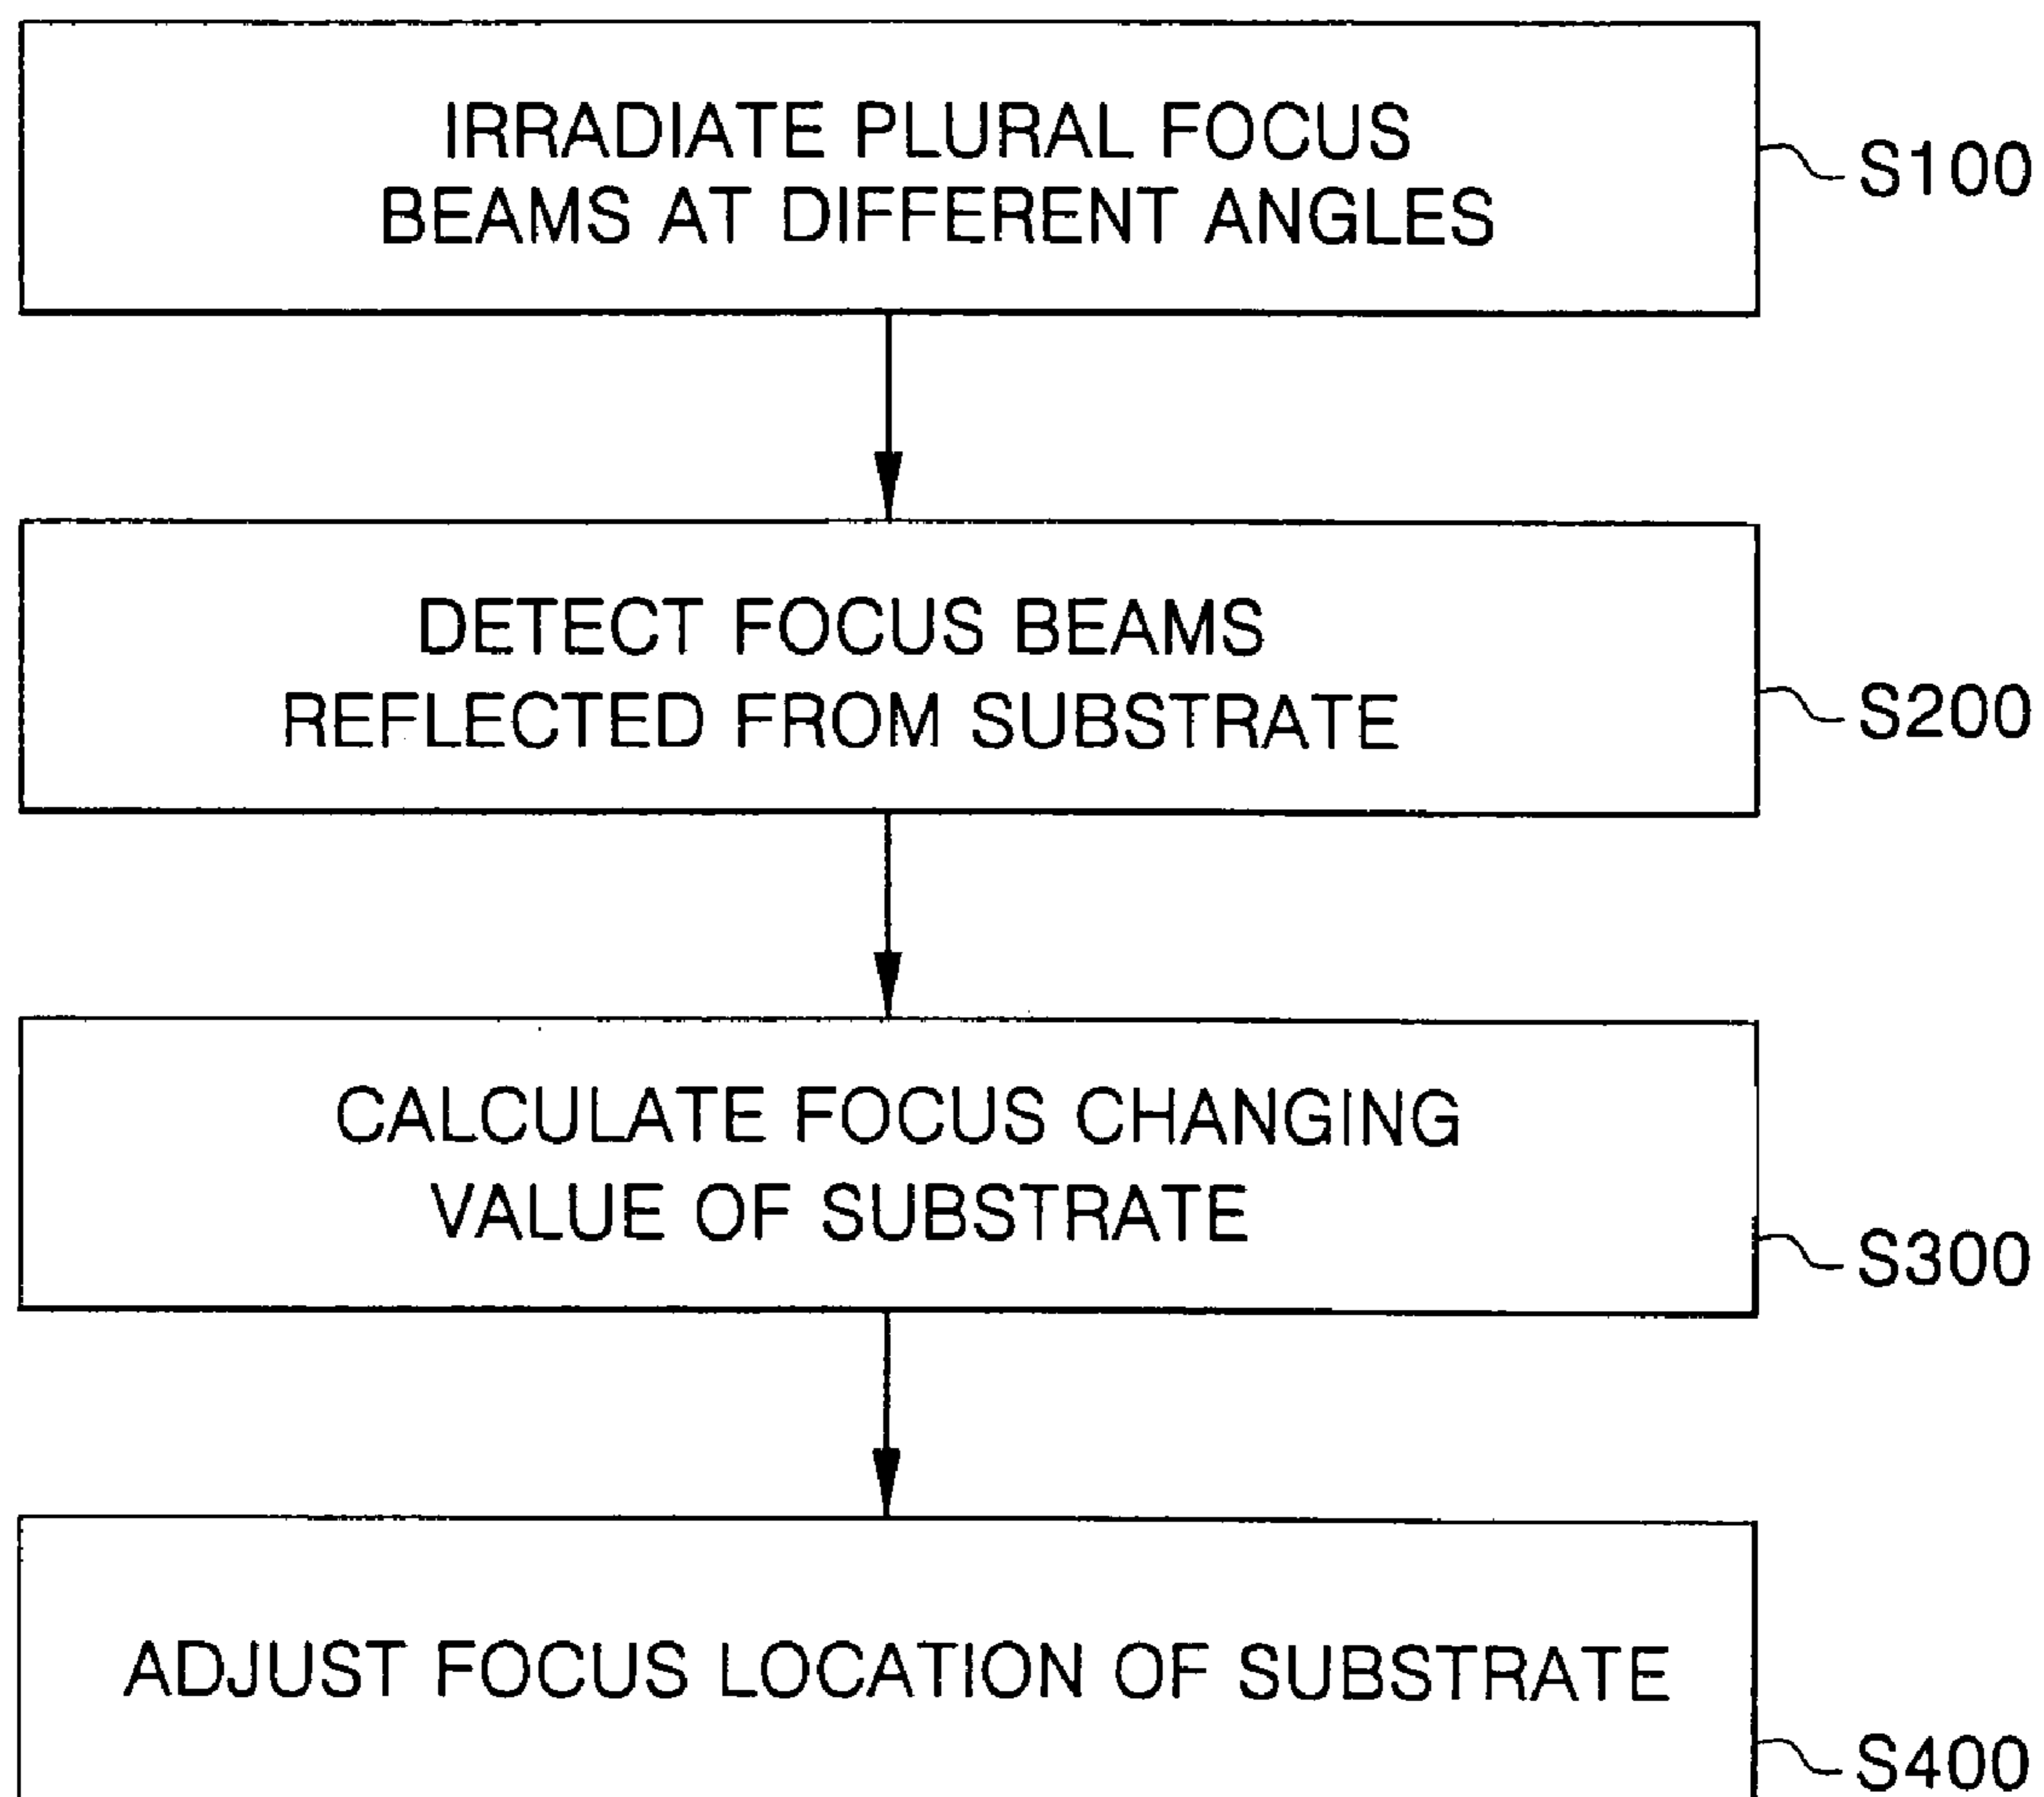 IRRADIATE PLURAL FOCUS
BEAMS AT DIFFERENT ANGLES
S100
DETECT FOCUS BEAMS
REFLECTED FROM SUBSTRATE
S200
CALCULATE FOCUS CHANGING
VALUE OF SUBSTRATE
S300
ADJUST FOCUS LOCATION OF SUBSTRATE
S400